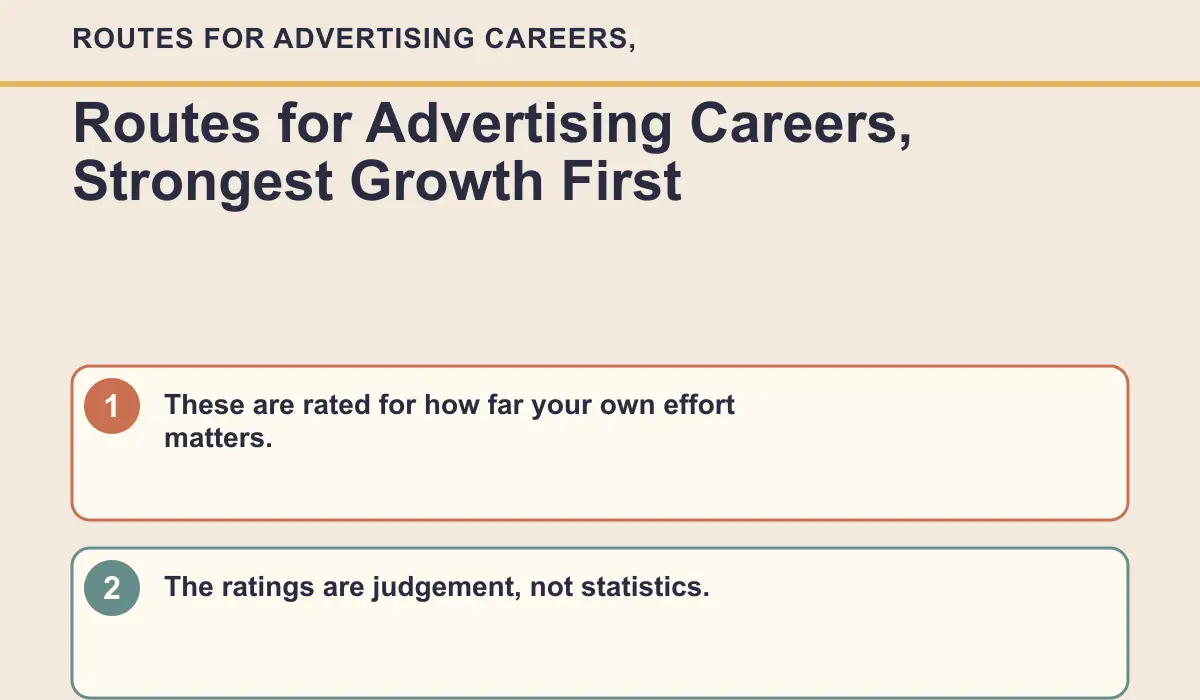 ROUTES FOR ADVERTISING CAREERS,
Routes for Advertising Careers,
Strongest Growth First
1
These are rated for how far your own effort
matters.
2
The ratings are judgement, not statistics.